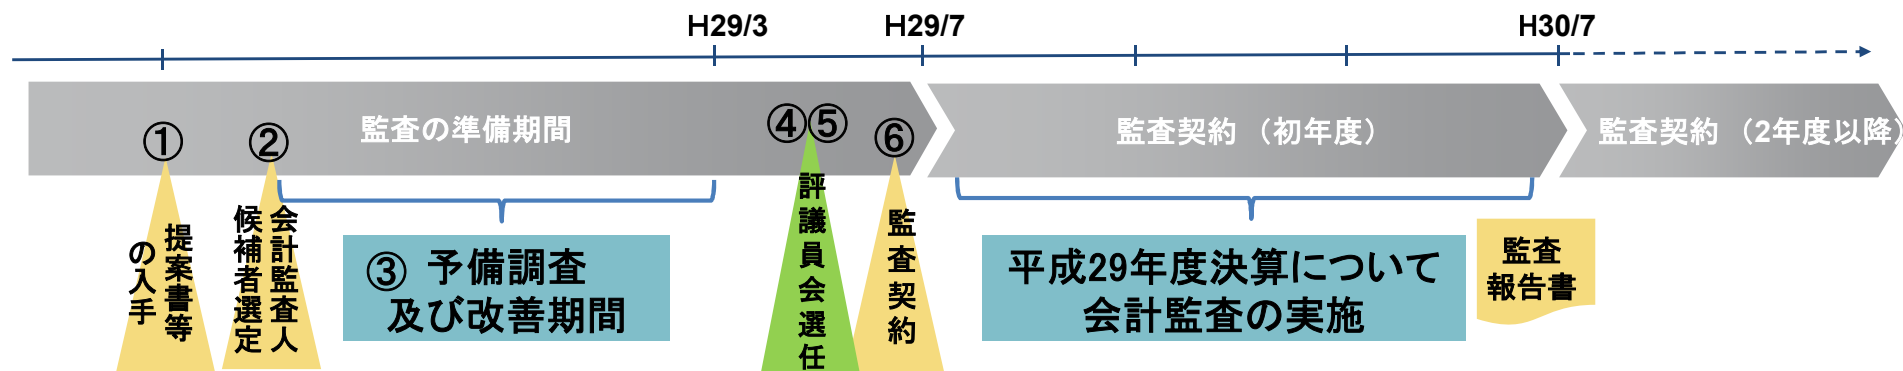 H29/3
H29/7
H30/7
監査の準備期間
監査契約（初年度）
監査契約（2年度以降）
①
②
④⑤
⑥
提案書等
の入手
会計監査人
候補者選定
③ 予備調査
及び改善期間
評議員会選任
監査契約
平成29年度決算について
会計監査の実施
監査
報告書